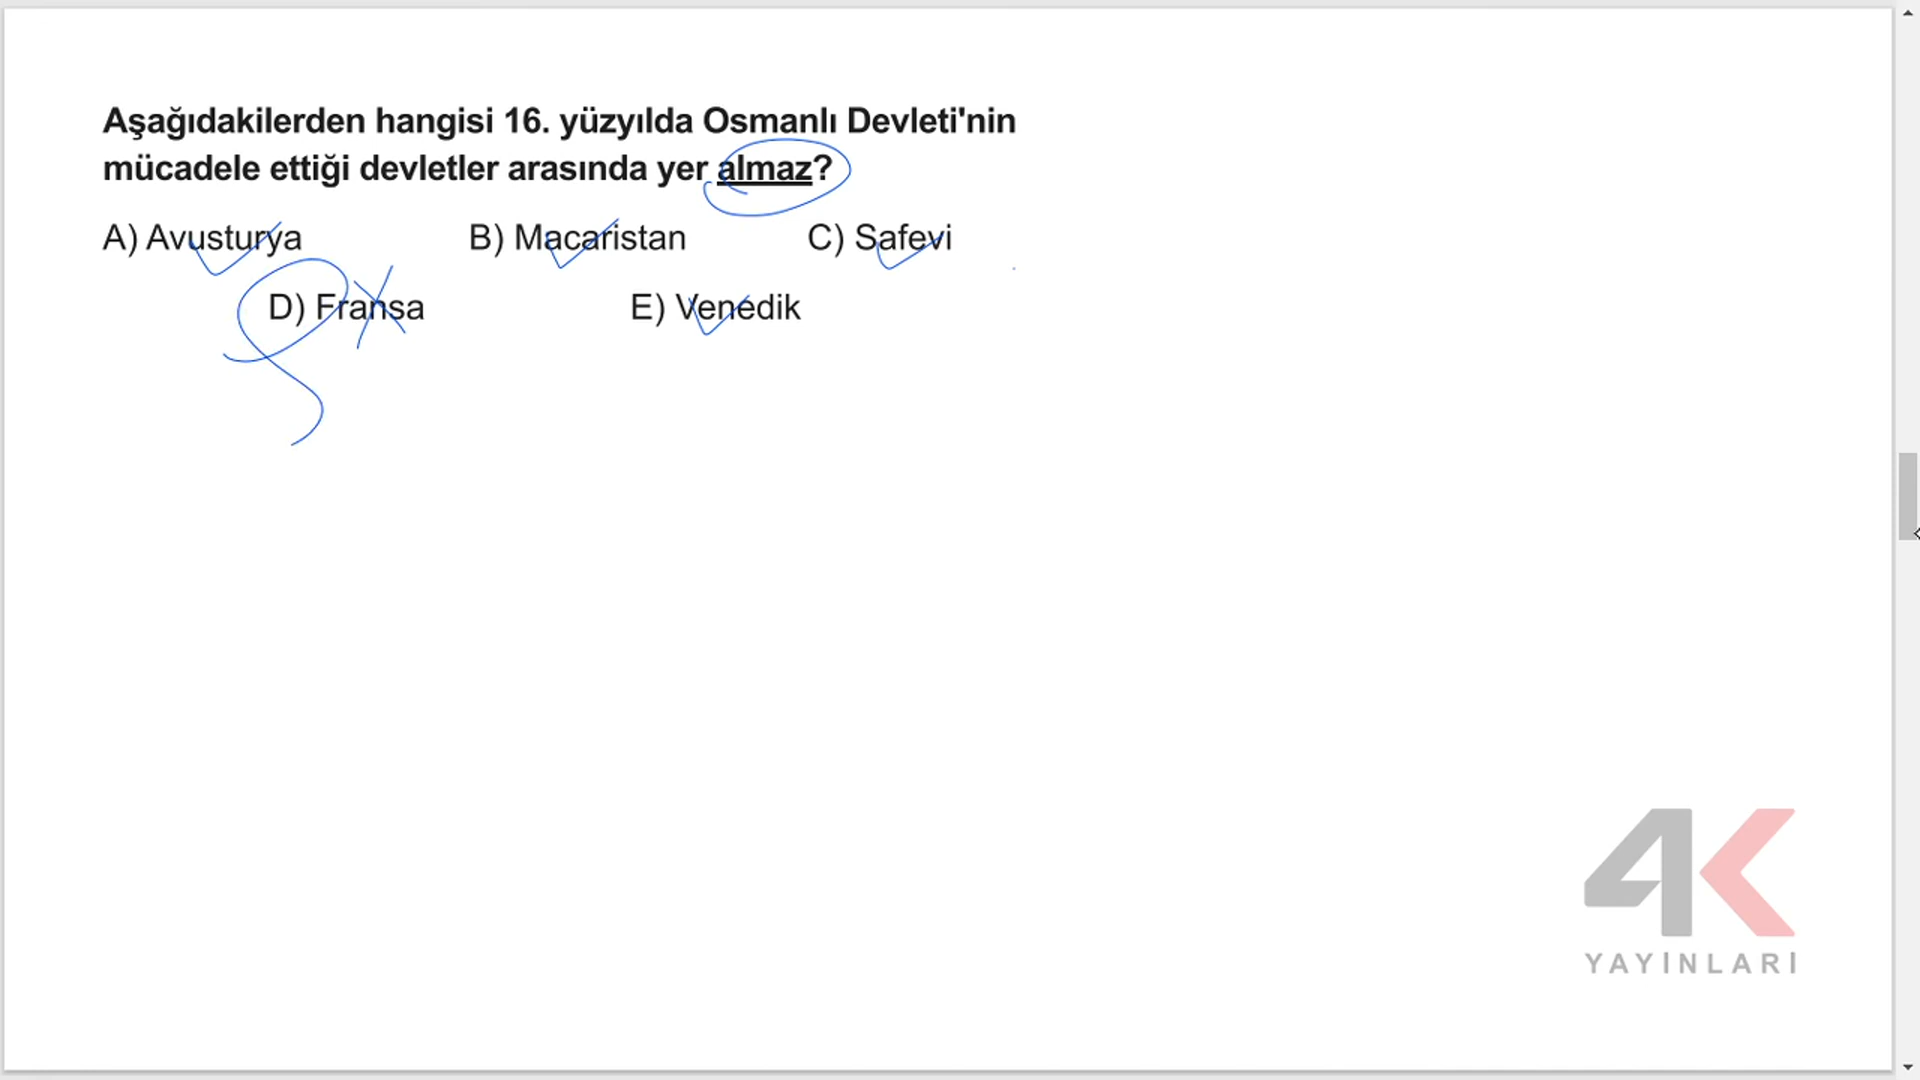 Aşağıdakilerden hangisi 16. yüzyılda Osmanlı Devleti'nin
mücadele ettiği devletler arasında yer almaz?
A) Avusturya B) Macaristan C) Safevi
D) Fransa E) Venedik
4K
YAYINLARI